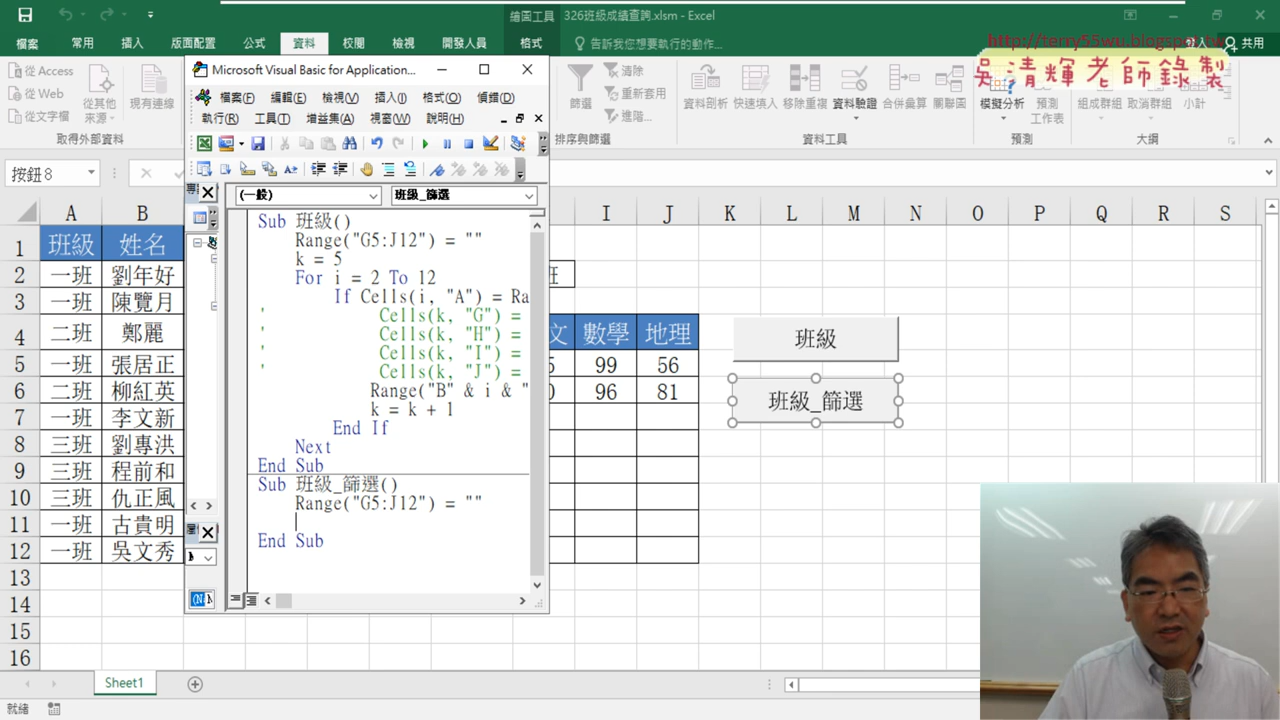 繪圖工具 326班級成績查詢.xlsm - Excel
檔案 常用 插入 版面配置 公式 資料 校閱 檢視 開發人員 格式 告訴我您想要執行的動作... 登入 共用
http://terry55wu.blogspot.tw
吳清輝老師錄製
從 Access
從 Web
從文字檔
從其他來源
現有連線
取得外部資料
篩選
清除
重新套用
進階...
排序與篩選
資料剖析 快速填入 移除重複 資料驗證 合併彙算 關聯圖
資料工具
模擬分析 預測工作表
預測
組成群組 取消群組 小計
大綱
按鈕 8
Microsoft Visual Basic for Application...
檔案(F) 編輯(E) 檢視(V) 插入(I) 格式(O) 偵錯(D)
執行(R) 工具(T) 增益集(A) 視窗(W) 說明(H)
(一般) 班級_篩選
Sub 班級()
Range("G5:J12") = ""
k = 5
For i = 2 To 12
If Cells(i, "A") = Ra
' Cells(k, "G") =
' Cells(k, "H") =
' Cells(k, "I") =
' Cells(k, "J") =
Range("B" & i & "
k = k + 1
End If
Next
End Sub
Sub 班級_篩選()
Range("G5:J12") = ""
End Sub
A B I J K L M N O P Q R S
1 班級 姓名
2 一班 劉年好
3 一班 陳覽月
4 二班 鄭麗 文 數學 地理
5 一班 張居正 99 56
6 二班 柳紅英 0 96 81
7 一班 李文新
8 三班 劉專洪
9 三班 程前和
10 三班 仇正風
11 一班 古貴明
12 一班 吳文秀
13
14
15
16
班級
班級_篩選
Sheet1
就緒